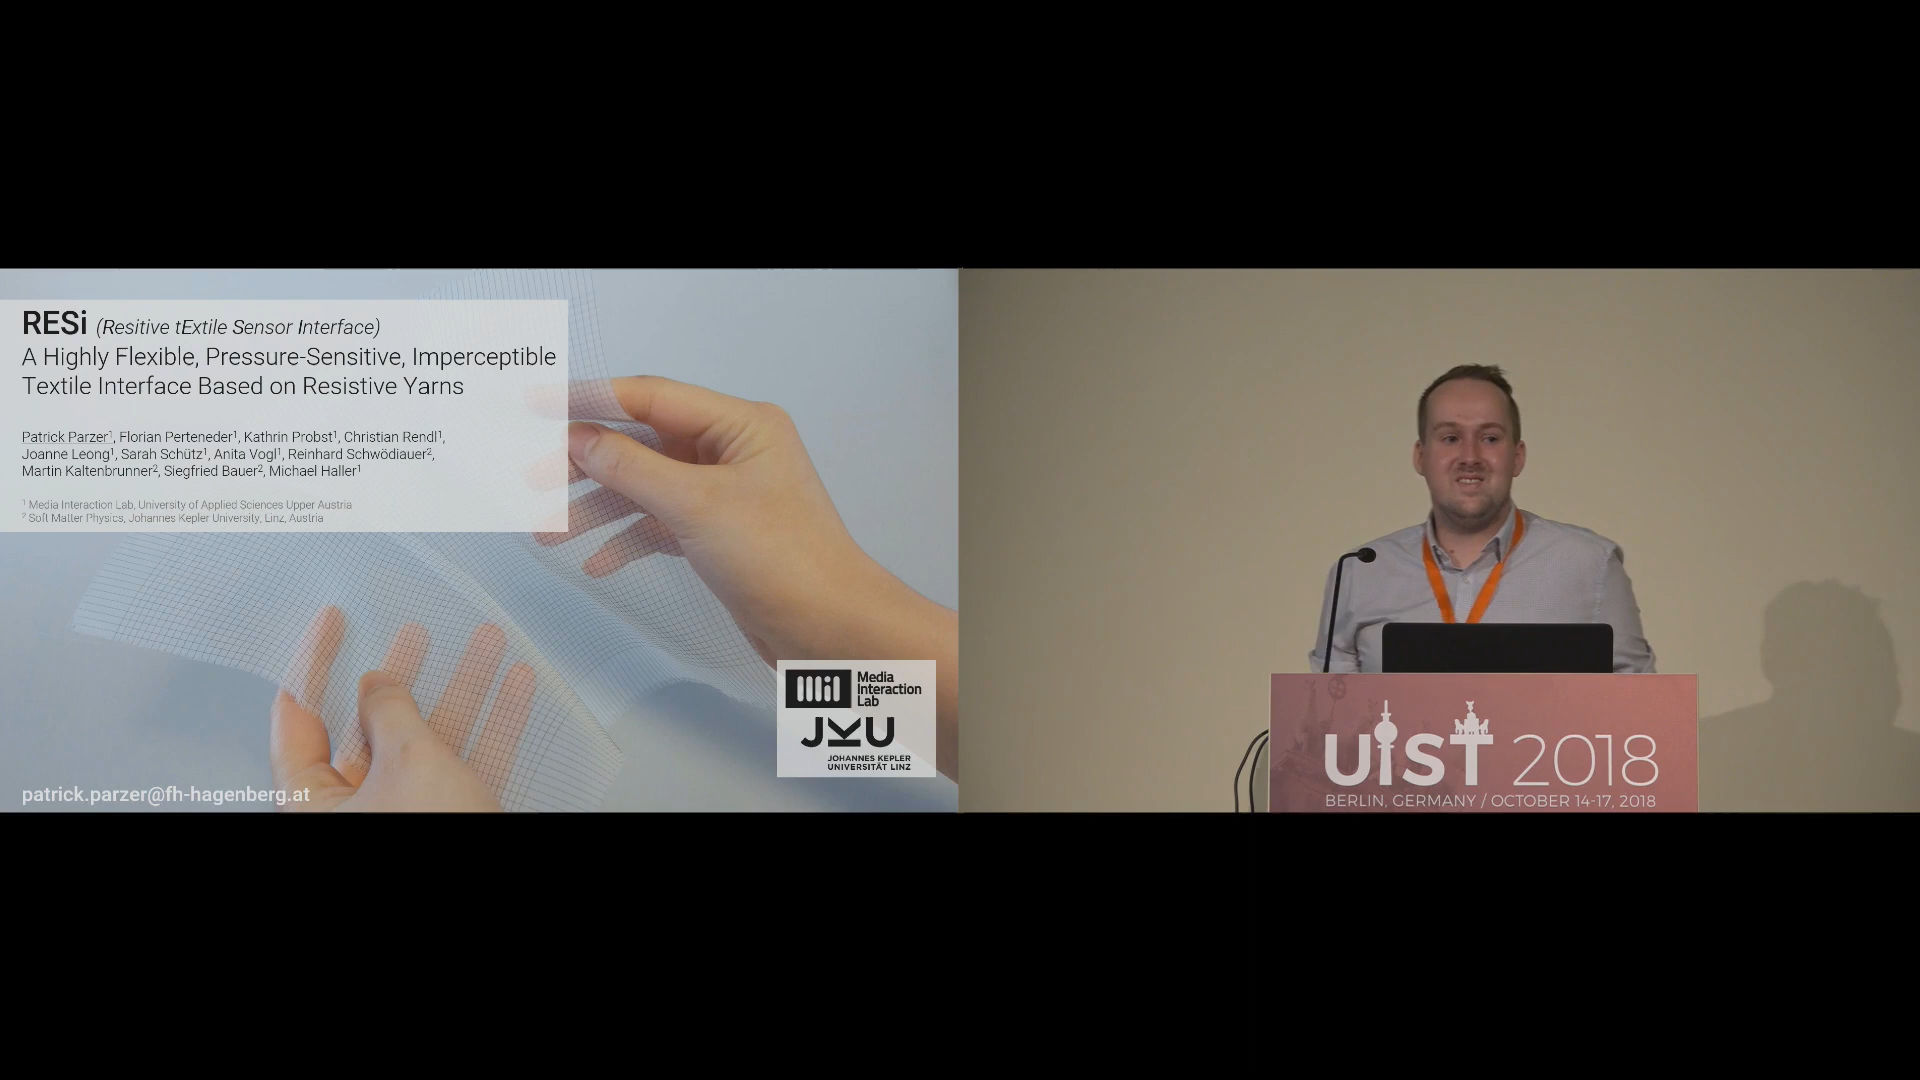 RESi (Resitive tExtile Sensor Interface)
A Highly Flexible, Pressure-Sensitive, Imperceptible
Textile Interface Based on Resistive Yarns
Patrick Parzer¹, Florian Perteneder¹, Kathrin Probst¹, Christian Rendl¹,
Joanne Leong¹, Sarah Schütz¹, Anita Vogl¹, Reinhard Schwödiauer²,
Martin Kaltenbrunner², Siegfried Bauer², Michael Haller¹
¹ Media Interaction Lab, University of Applied Sciences Upper Austria
² Soft Matter Physics, Johannes Kepler University, Linz, Austria
Media
Interaction
Lab
JKU
JOHANNES KEPLER
UNIVERSITÄT LINZ
patrick.parzer@fh-hagenberg.at
UIST 2018
BERLIN, GERMANY / OCTOBER 14-17, 2018